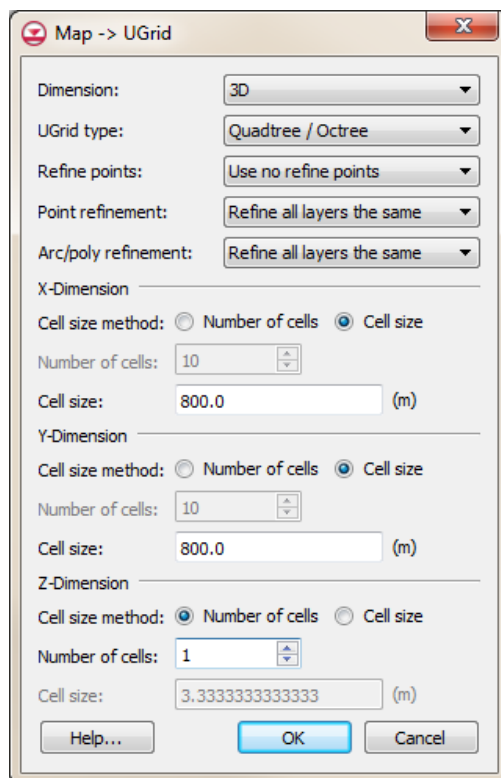 Map -> UGrid
Dimension: 3D
UGrid type: Quadtree / Octree
Refine points: Use no refine points
Point refinement: Refine all layers the same
Arc/poly refinement: Refine all layers the same
X-Dimension
Cell size method: Number of cells Cell size
Number of cells: 10
Cell size: 800.0 (m)
Y-Dimension
Cell size method: Number of cells Cell size
Number of cells: 10
Cell size: 800.0 (m)
Z-Dimension
Cell size method: Number of cells Cell size
Number of cells: 1
Cell size: 3.3333333333333 (m)
Help... OK Cancel